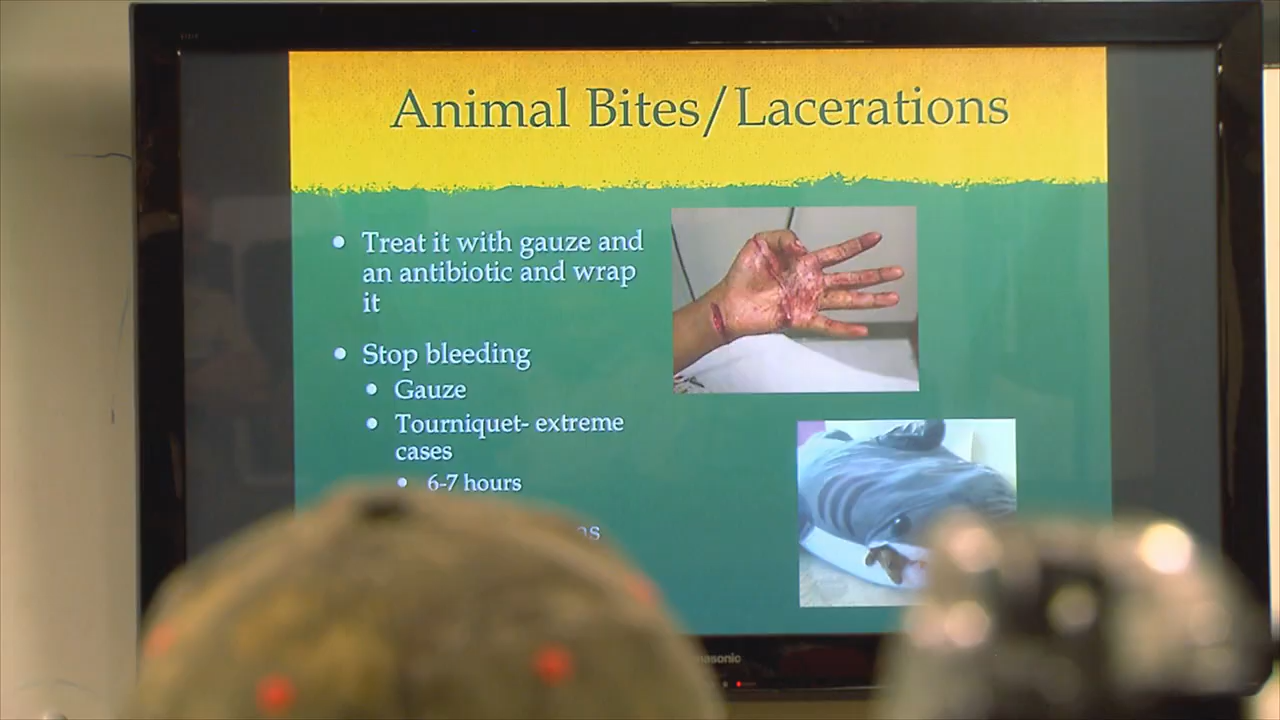 Animal Bites/Lacerations
Treat it with gauze and
an antibiotic and wrap
it
Stop bleeding
Gauze
Tourniquet- extreme
cases
6-7 hours